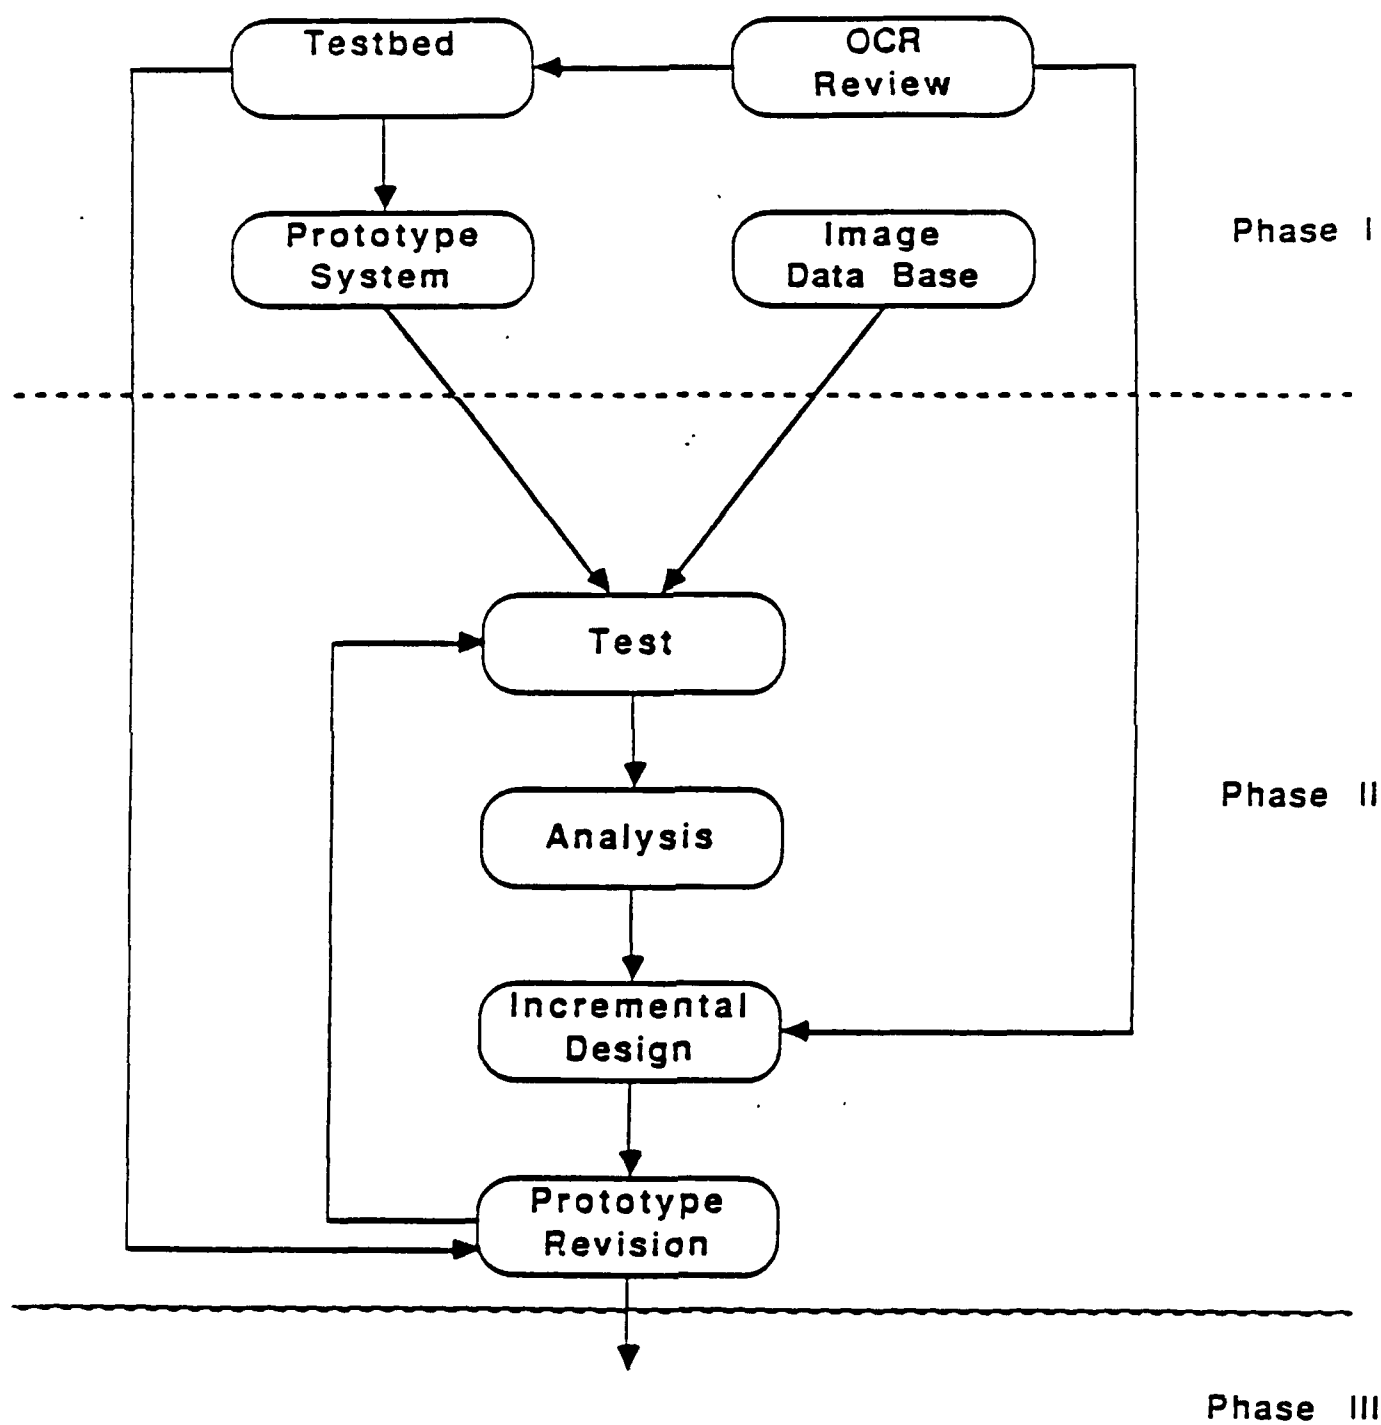 Testbed
OCR
Review
Prototype
System
Image
Data Base
Phase I
Test
Analysis
Phase II
Incremental
Design
Prototype
Revision
Phase III